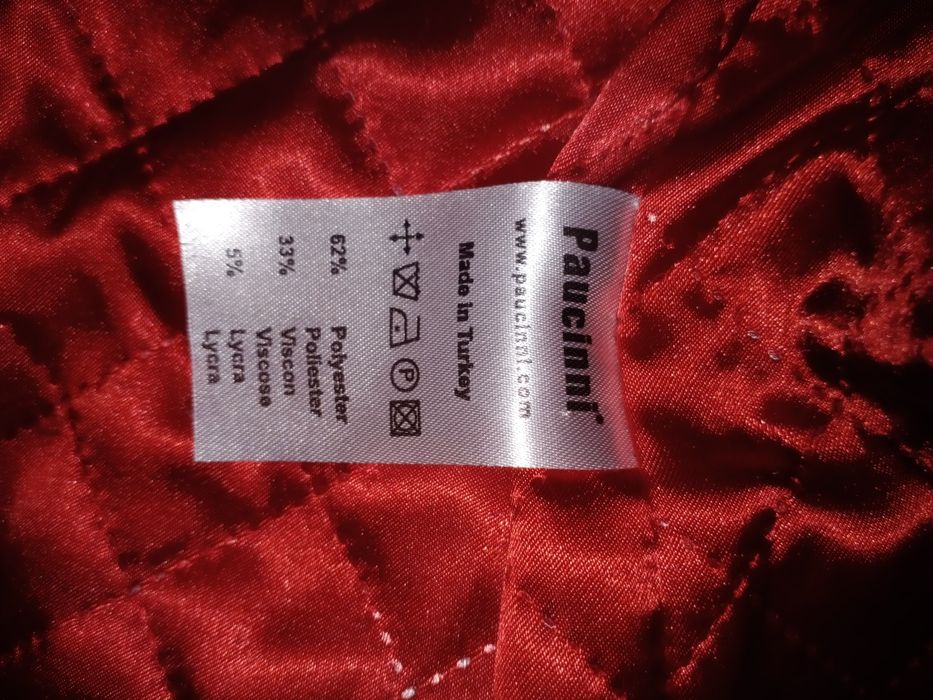 Paucinni
www.paucinni.com
Made in Turkey
P
62% Polyester
Poliester
33% Viscon
Viscose
5% Lycra
Lycra